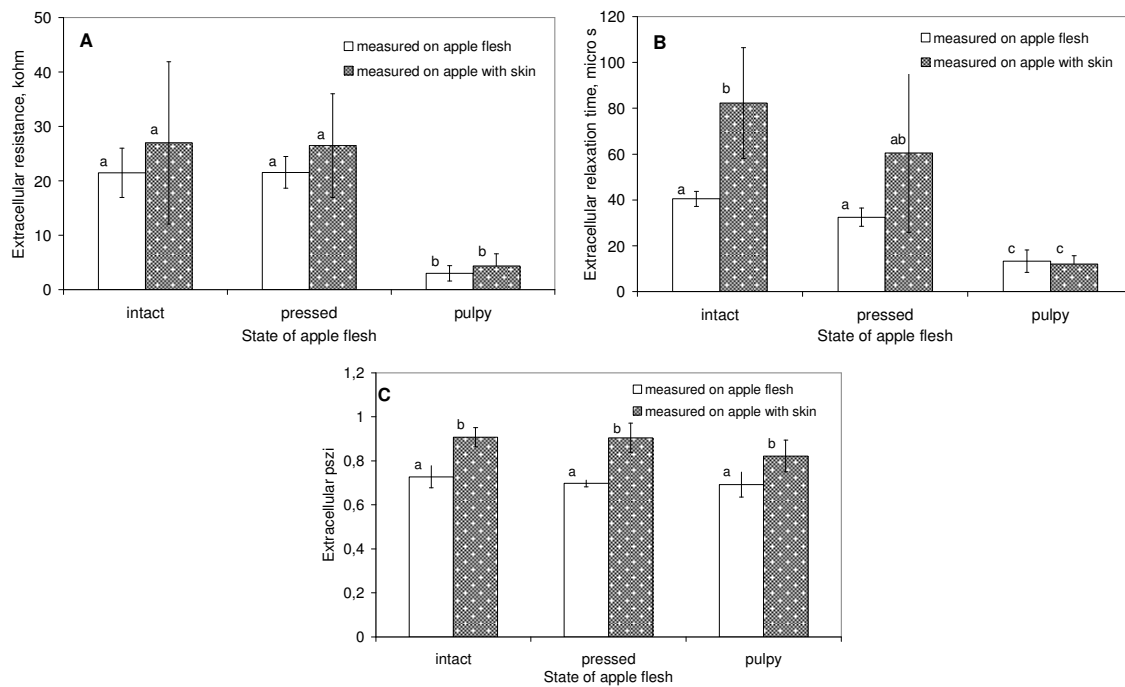 A
Extracellular resistance, kohm
50
40
30
20
10
0
measured on apple flesh
measured on apple with skin
a
a
a
a
b
b
intact
pressed
pulpy
State of apple flesh
B
Extracellular relaxation time, micro s
120
100
80
60
40
20
0
measured on apple flesh
measured on apple with skin
a
b
a
ab
c
c
intact
pressed
pulpy
State of apple flesh
C
Extracellular pszi
1,2
1
0,8
0,6
0,4
0,2
0
measured on apple flesh
measured on apple with skin
a
b
a
b
a
b
intact
pressed
pulpy
State of apple flesh